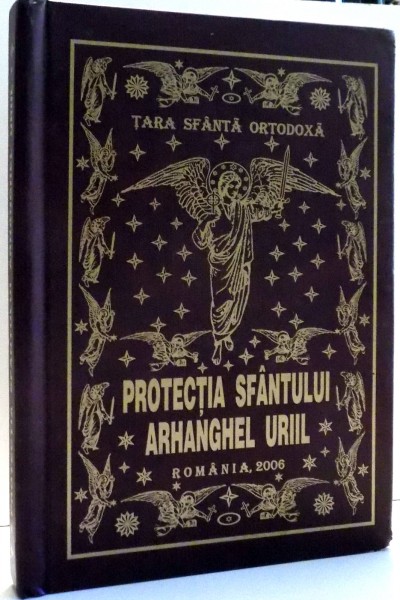 ȚARA SFÂNTĂ ORTODOXĂ
PROTECȚIA SFÂNTULUI
ARHANGHEL URIIL
ROMÂNIA, 2006